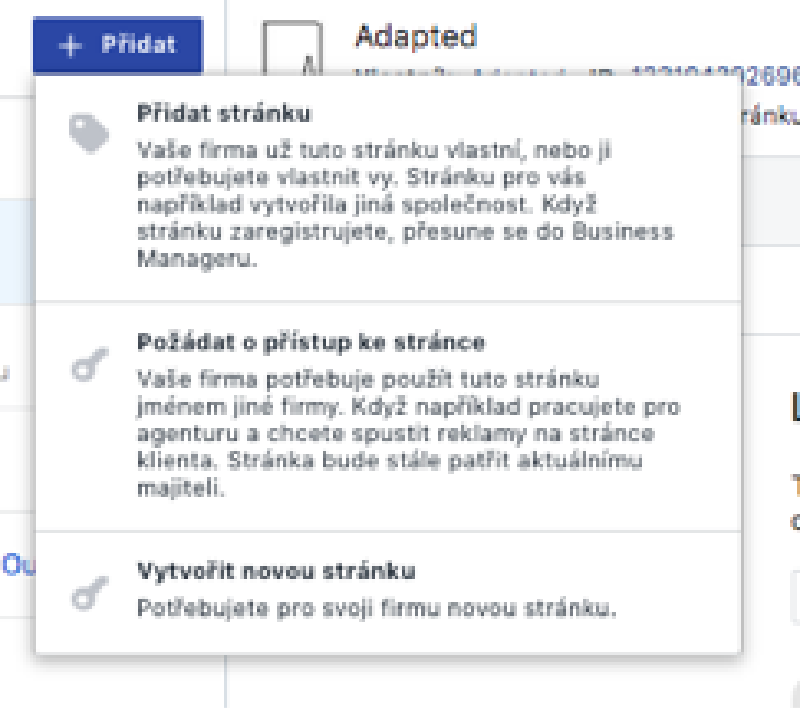 + Přidat
Adapted
Přidat stránku
Vaše firma už tuto stránku vlastní, nebo ji
potřebujete vlastnit vy. Stránku pro vás
například vytvořila jiná společnost. Když
stránku zaregistrujete, přesune se do Business
Manageru.
Požádat o přístup ke stránce
Vaše firma potřebuje použít tuto stránku
jménem jiné firmy. Když například pracujete pro
agenturu a chcete spustit reklamy na stránce
klienta. Stránka bude stále patřit aktuálnímu
majiteli.
Ou
Vytvořit novou stránku
Potřebujete pro svoji firmu novou stránku.